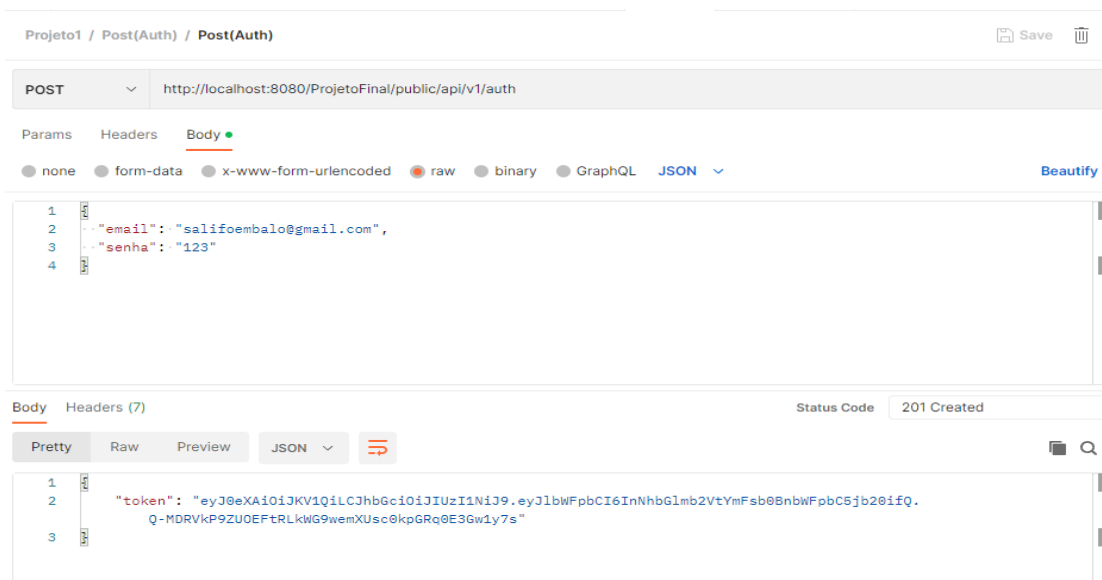 Projeto1 / Post(Auth) / Post(Auth)
Save
POST
http://localhost:8080/ProjetoFinal/public/api/v1/auth
Params Headers Body
none form-data x-www-form-urlencoded raw binary GraphQL JSON
Beautify
1 {
2 "email": "salifoembalo@gmail.com",
3 "senha": "123"
4 }
Body Headers (7)
Status Code 201 Created
Pretty Raw Preview JSON
1 {
2 "token": "eyJ0eXAiOiJKV1QiLCJhbGciOiJIUzI1NiJ9.eyJlbWFpbCI6InNhbGlmb2VtYmFsb0BnbWFpbC5jb20ifQ.
Q-MDRVkP9ZUOEFtRLkWG9wemXUsc0kpGRq0E3Gw1y7s"
3 }